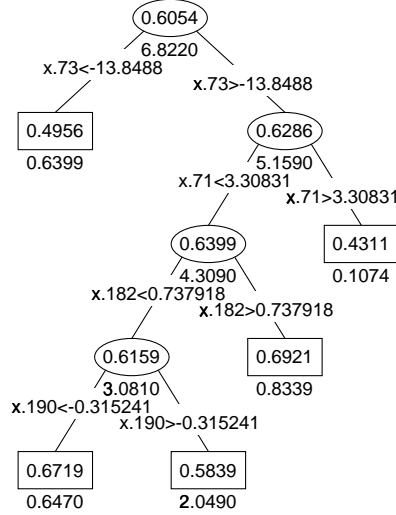 0.6054
6.8220
x.73<-13.8488
x.73>-13.8488
0.4956
0.6399
0.6286
5.1590
x.71<3.30831
x.71>3.30831
0.6399
4.3090
0.4311
0.1074
x.182<0.737918
x.182>0.737918
0.6159
3.0810
0.6921
0.8339
x.190<-0.315241
x.190>-0.315241
0.6719
0.6470
0.5839
2.0490